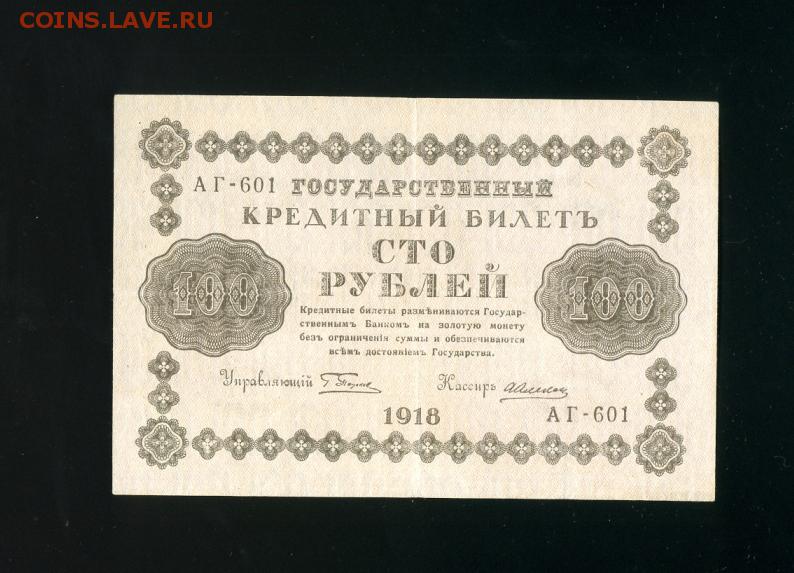 COINS.LAVE.RU
АГ-601 ГОСУДАРСТВЕННЫЙ
КРЕДИТНЫЙ БИЛЕТЪ
СТО
РУБЛЕЙ
100
100
Кредитные билеты размѣниваются Государ-
ственнымъ Банкомъ на золотую монету
безъ ограниченія суммы и обезпечиваются
всѣмъ достояніемъ Государства.
Управляющій
Кассиръ
1918
АГ-601